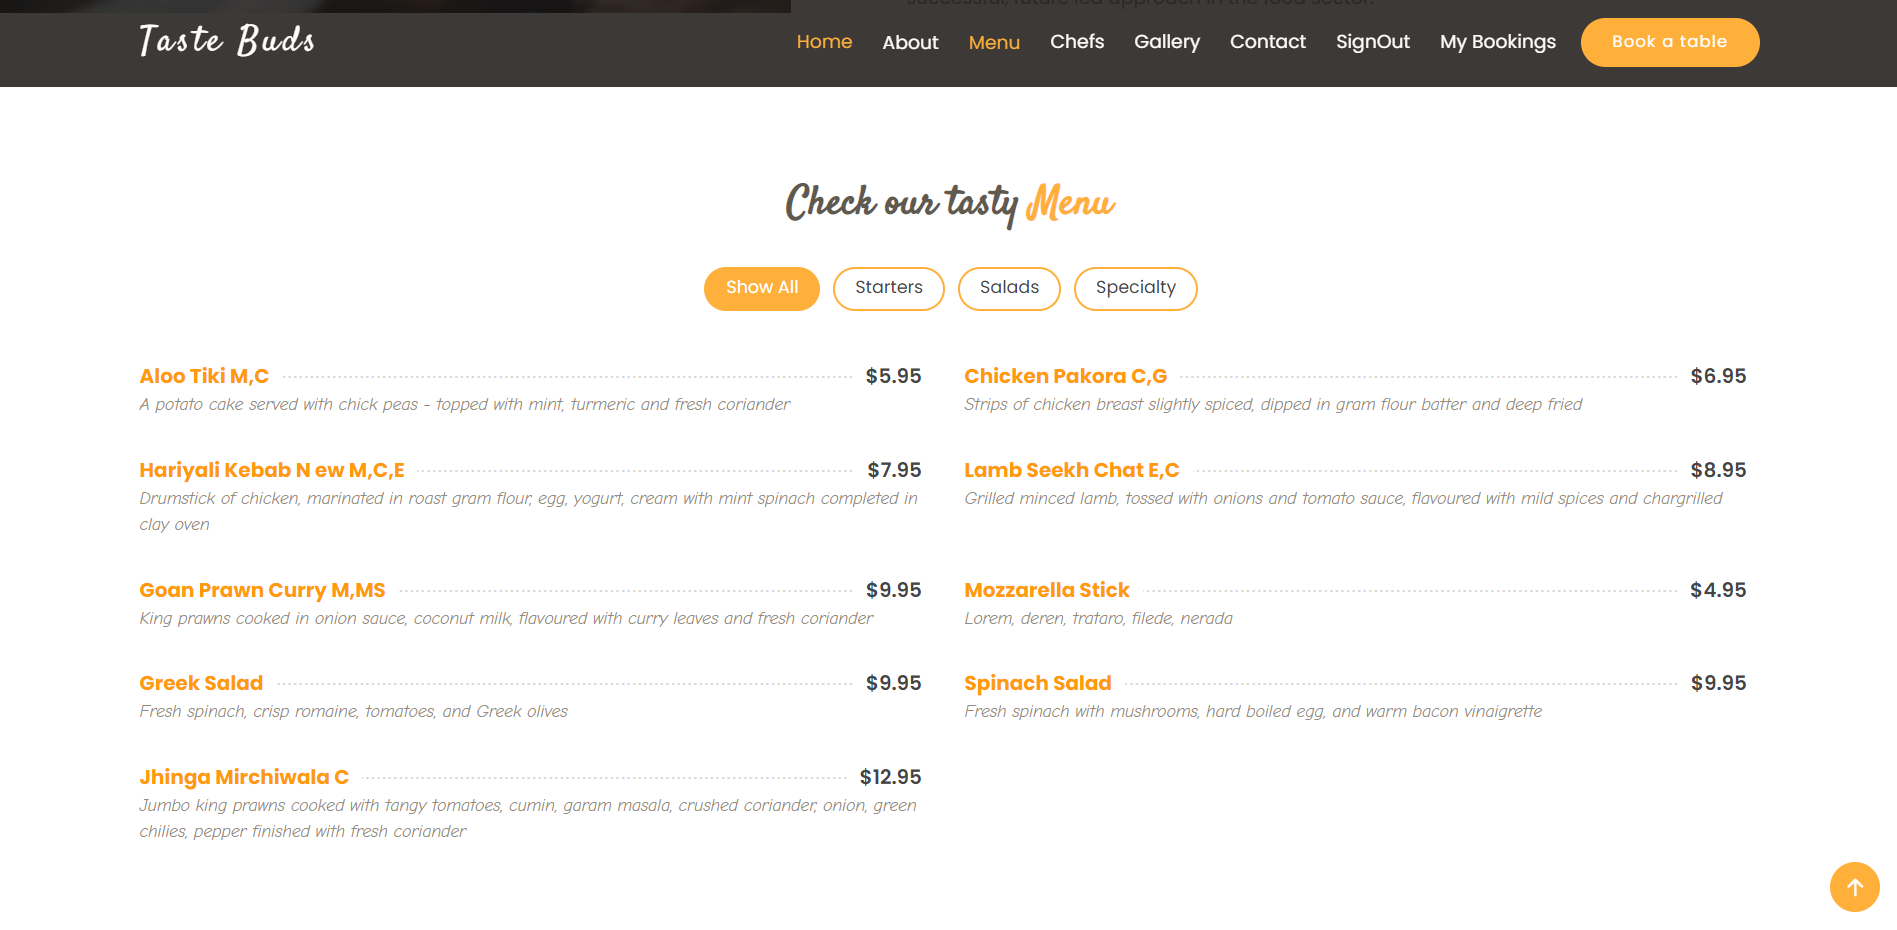 successful, future led approach in the food sector.
Taste Buds
Home About Menu Chefs Gallery Contact SignOut My Bookings Book a table
Check our tasty Menu
Show All Starters Salads Specialty
Aloo Tiki M,C $5.95
A potato cake served with chick peas - topped with mint, turmeric and fresh coriander
Chicken Pakora C,G $6.95
Strips of chicken breast slightly spiced, dipped in gram flour batter and deep fried
Hariyali Kebab N ew M,C,E $7.95
Drumstick of chicken, marinated in roast gram flour, egg, yogurt, cream with mint spinach completed in
clay oven
Lamb Seekh Chat E,C $8.95
Grilled minced lamb, tossed with onions and tomato sauce, flavoured with mild spices and chargrilled
Goan Prawn Curry M,MS $9.95
King prawns cooked in onion sauce, coconut milk, flavoured with curry leaves and fresh coriander
Mozzarella Stick $4.95
Lorem, deren, trataro, filede, nerada
Greek Salad $9.95
Fresh spinach, crisp romaine, tomatoes, and Greek olives
Spinach Salad $9.95
Fresh spinach with mushrooms, hard boiled egg, and warm bacon vinaigrette
Jhinga Mirchiwala C $12.95
Jumbo king prawns cooked with tangy tomatoes, cumin, garam masala, crushed coriander, onion, green
chilies, pepper finished with fresh coriander